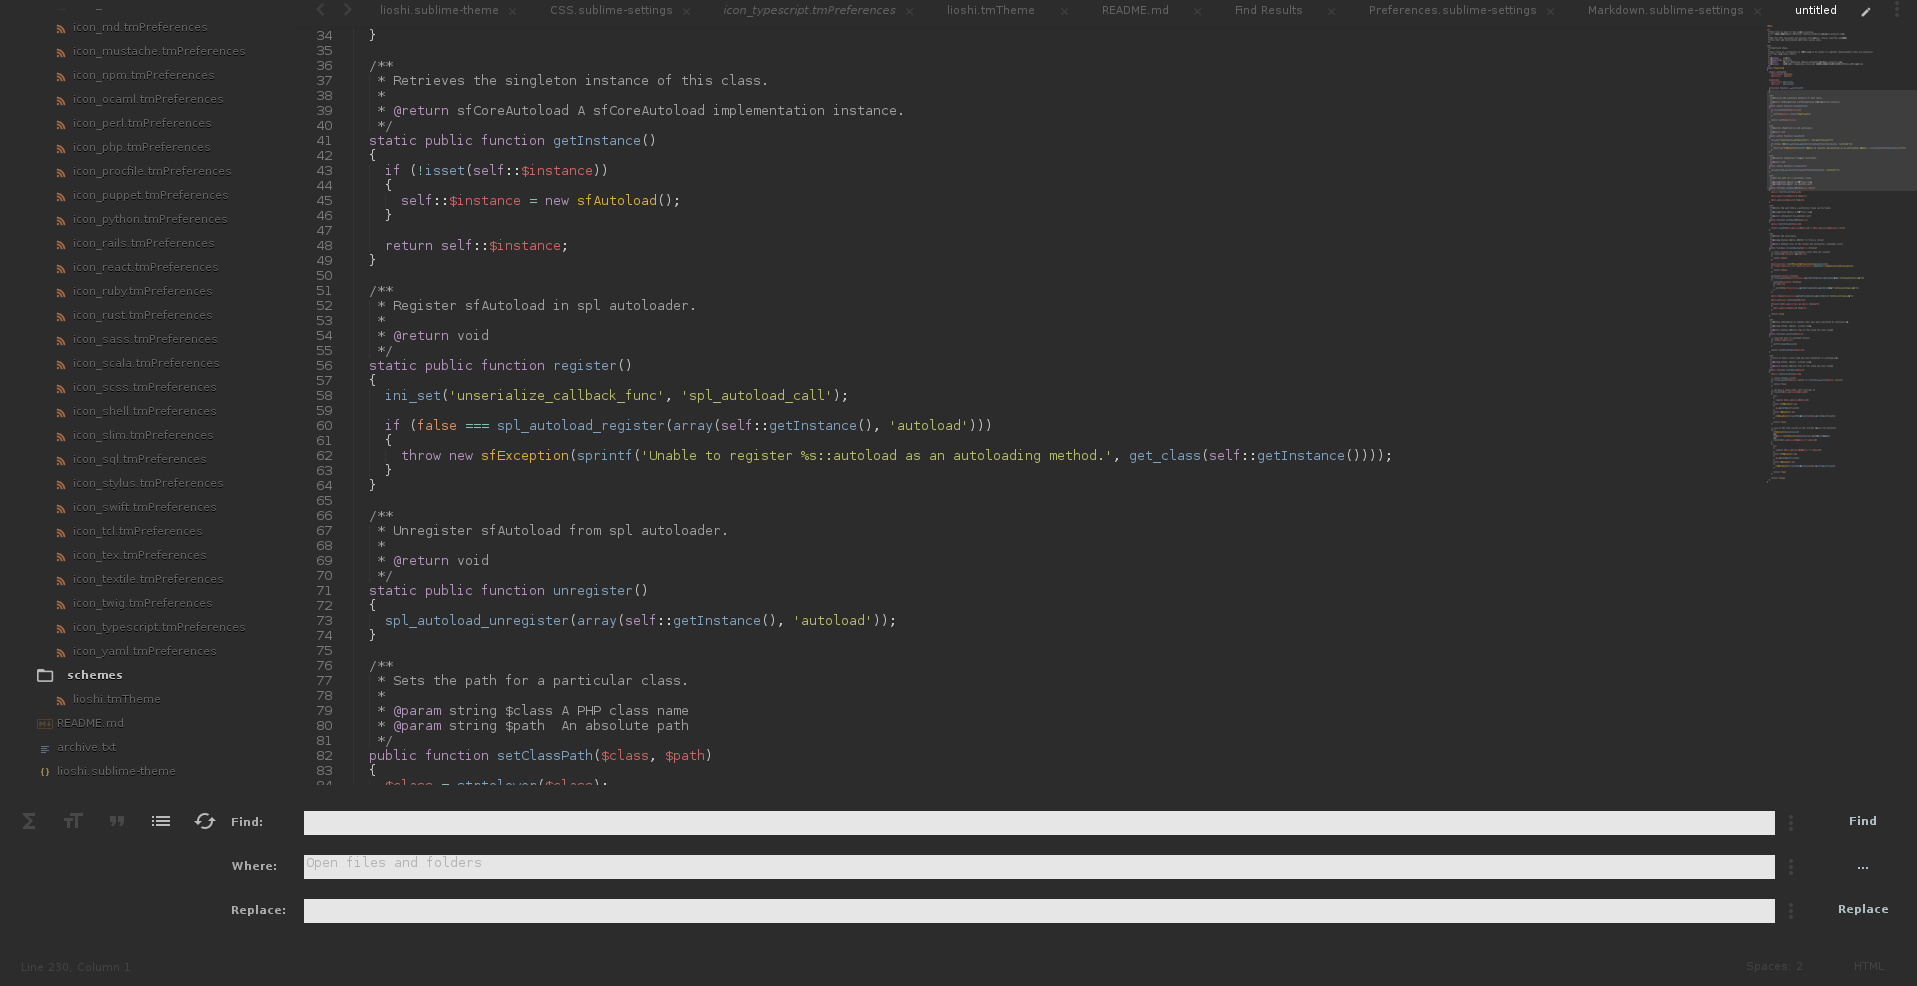 lioshi.sublime-theme × CSS.sublime-settings × icon_typescript.tmPreferences × lioshi.tmTheme × README.md × Find Results × Preferences.sublime-settings × Markdown.sublime-settings × untitled
icon_md.tmPreferences
icon_mustache.tmPreferences
icon_npm.tmPreferences
icon_ocaml.tmPreferences
icon_perl.tmPreferences
icon_php.tmPreferences
icon_procfile.tmPreferences
icon_puppet.tmPreferences
icon_python.tmPreferences
icon_rails.tmPreferences
icon_react.tmPreferences
icon_ruby.tmPreferences
icon_rust.tmPreferences
icon_sass.tmPreferences
icon_scala.tmPreferences
icon_scss.tmPreferences
icon_shell.tmPreferences
icon_slim.tmPreferences
icon_sql.tmPreferences
icon_stylus.tmPreferences
icon_swift.tmPreferences
icon_tcl.tmPreferences
icon_tex.tmPreferences
icon_textile.tmPreferences
icon_twig.tmPreferences
icon_typescript.tmPreferences
icon_yaml.tmPreferences
schemes
lioshi.tmTheme
README.md
archive.txt
{} lioshi.sublime-theme
34 }
35
36 /**
37 * Retrieves the singleton instance of this class.
38 *
39 * @return sfCoreAutoload A sfCoreAutoload implementation instance.
40 */
41 static public function getInstance()
42 {
43 if (!isset(self::$instance))
44 {
45 self::$instance = new sfAutoload();
46 }
47
48 return self::$instance;
49 }
50
51 /**
52 * Register sfAutoload in spl autoloader.
53 *
54 * @return void
55 */
56 static public function register()
57 {
58 ini_set('unserialize_callback_func', 'spl_autoload_call');
59
60 if (false === spl_autoload_register(array(self::getInstance(), 'autoload')))
61 {
62 throw new sfException(sprintf('Unable to register %s::autoload as an autoloading method.', get_class(self::getInstance())));
63 }
64 }
65
66 /**
67 * Unregister sfAutoload from spl autoloader.
68 *
69 * @return void
70 */
71 static public function unregister()
72 {
73 spl_autoload_unregister(array(self::getInstance(), 'autoload'));
74 }
75
76 /**
77 * Sets the path for a particular class.
78 *
79 * @param string $class A PHP class name
80 * @param string $path  An absolute path
81 */
82 public function setClassPath($class, $path)
83 {
84 $class = strtolower($class);
Find: Find
Where: Open files and folders ...
Replace: Replace
Line 230, Column 1 Spaces: 2 HTML